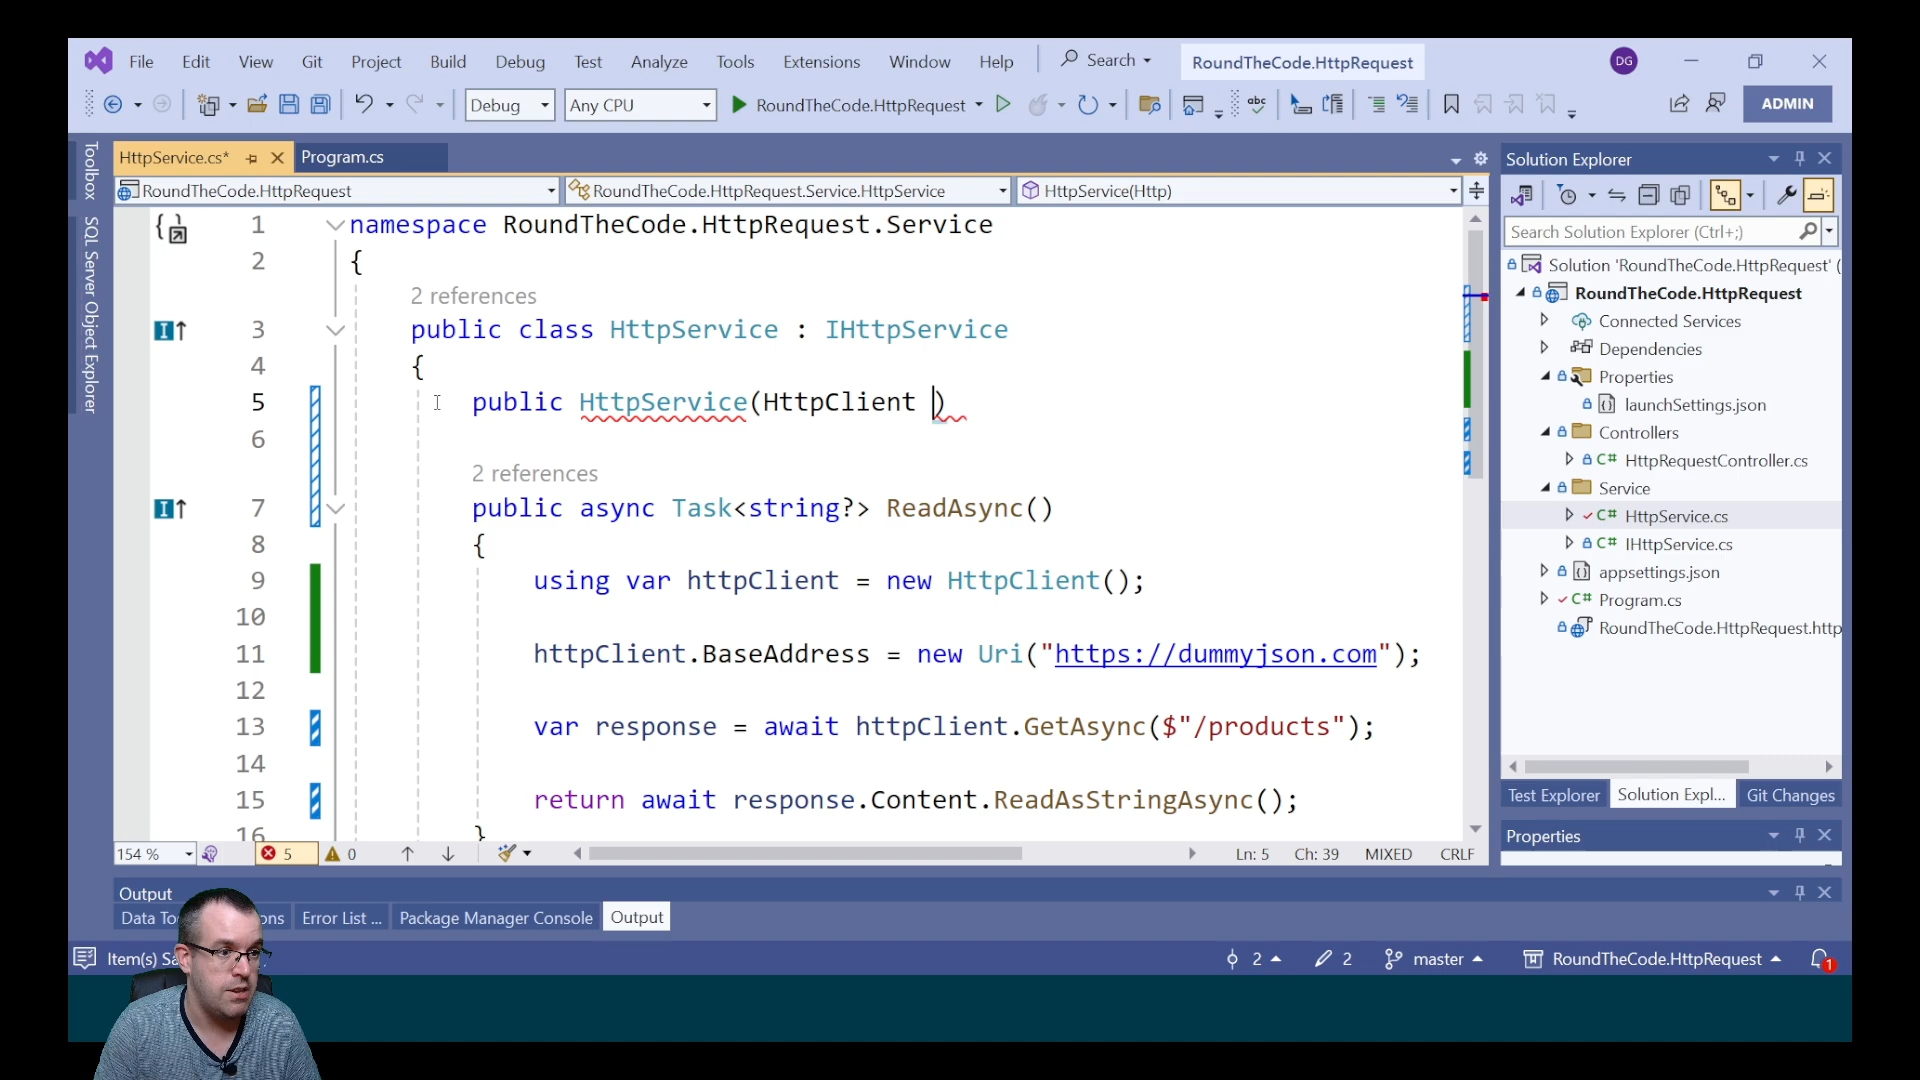 File Edit View Git Project Build Debug Test Analyze Tools Extensions Window Help Search RoundTheCode.HttpRequest DG
Debug Any CPU RoundTheCode.HttpRequest abc ADMIN
Toolbox
SQL Server Object Explorer
HttpService.cs* Program.cs
RoundTheCode.HttpRequest RoundTheCode.HttpRequest.Service.HttpService HttpService(Http)
1 namespace RoundTheCode.HttpRequest.Service
2 {
2 references
3 public class HttpService : IHttpService
4 {
5 public HttpService(HttpClient )
6
2 references
7 public async Task<string?> ReadAsync()
8 {
9 using var httpClient = new HttpClient();
10
11 httpClient.BaseAddress = new Uri("https://dummyjson.com");
12
13 var response = await httpClient.GetAsync($"/products");
14
15 return await response.Content.ReadAsStringAsync();
16 }
154 % 5 0 Ln: 5 Ch: 39 MIXED CRLF
Solution Explorer
Search Solution Explorer (Ctrl+;)
Solution 'RoundTheCode.HttpRequest' (
RoundTheCode.HttpRequest
Connected Services
Dependencies
Properties
launchSettings.json
Controllers
C# HttpRequestController.cs
Service
C# HttpService.cs
C# IHttpService.cs
appsettings.json
C# Program.cs
RoundTheCode.HttpRequest.http
Test Explorer Solution Expl... Git Changes
Properties
Output
Data To ons Error List ... Package Manager Console Output
Item(s) Sa 2 2 master RoundTheCode.HttpRequest 1